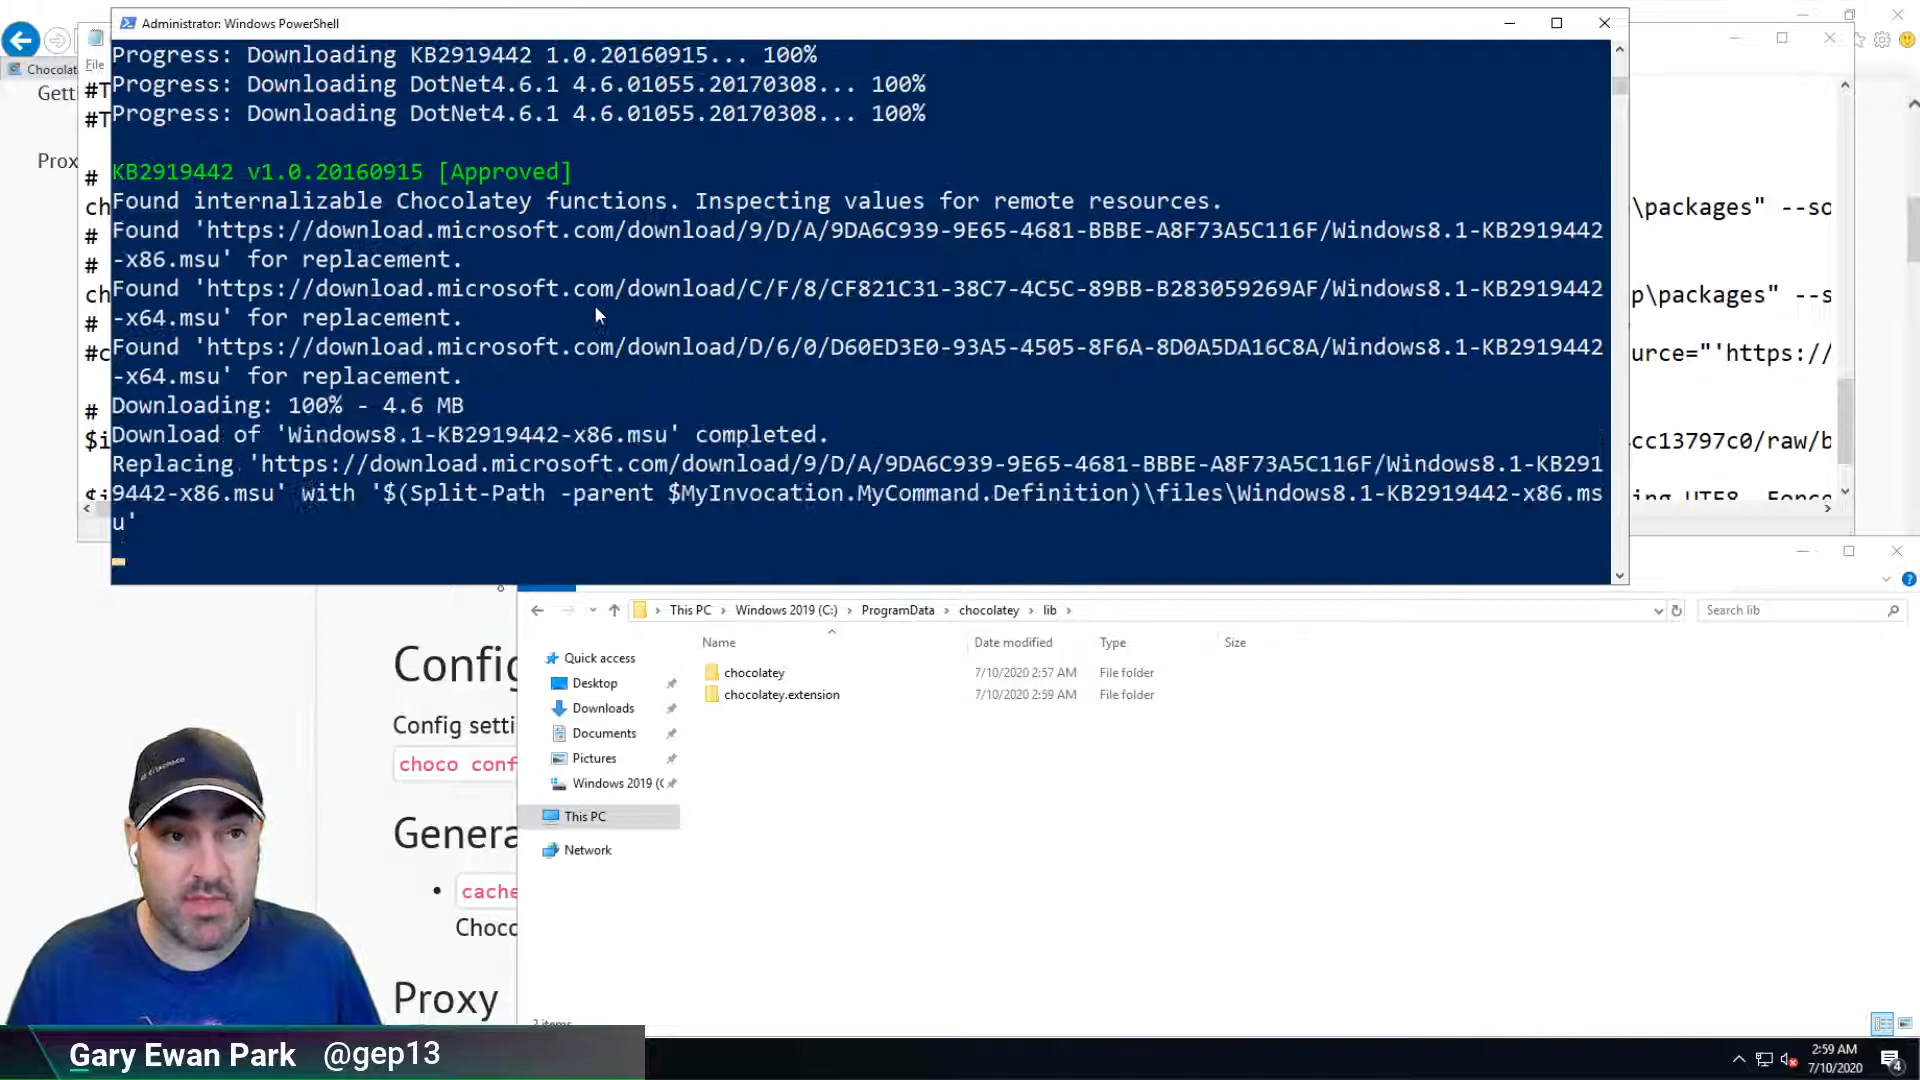 Administrator: Windows PowerShell
Progress: Downloading KB2919442 1.0.20160915... 100%
Progress: Downloading DotNet4.6.1 4.6.01055.20170308... 100%
Progress: Downloading DotNet4.6.1 4.6.01055.20170308... 100%
KB2919442 v1.0.20160915 [Approved]
Found internalizable Chocolatey functions. Inspecting values for remote resources.
Found 'https://download.microsoft.com/download/9/D/A/9DA6C939-9E65-4681-BBBE-A8F73A5C116F/Windows8.1-KB2919442
-x86.msu' for replacement.
Found 'https://download.microsoft.com/download/C/F/8/CF821C31-38C7-4C5C-89BB-B283059269AF/Windows8.1-KB2919442
-x64.msu' for replacement.
Found 'https://download.microsoft.com/download/D/6/0/D60ED3E0-93A5-4505-8F6A-8D0A5DA16C8A/Windows8.1-KB2919442
-x64.msu' for replacement.
Downloading: 100% - 4.6 MB
Download of 'Windows8.1-KB2919442-x86.msu' completed.
Replacing 'https://download.microsoft.com/download/9/D/A/9DA6C939-9E65-4681-BBBE-A8F73A5C116F/Windows8.1-KB291
9442-x86.msu' with '$(Split-Path -parent $MyInvocation.MyCommand.Definition)\files\Windows8.1-KB2919442-x86.ms
u'
Chocolat
File
Getti
Prox
#T
#T
#
ch
#
#
ch
#
#c
#
$i
\packages" --so
p\packages" --s
urce="'https://
cc13797c0/raw/b
This PC > Windows 2019 (C:) > ProgramData > chocolatey > lib >
Search lib
Name Date modified Type Size
chocolatey 7/10/2020 2:57 AM File folder
chocolatey.extension 7/10/2020 2:59 AM File folder
Quick access
Desktop
Downloads
Documents
Pictures
Windows 2019 (C
This PC
Network
2 items
Config
Config setti
choco conf
Genera
cache
Choco
Proxy
Gary Ewan Park @gep13
2:59 AM
7/10/2020
4